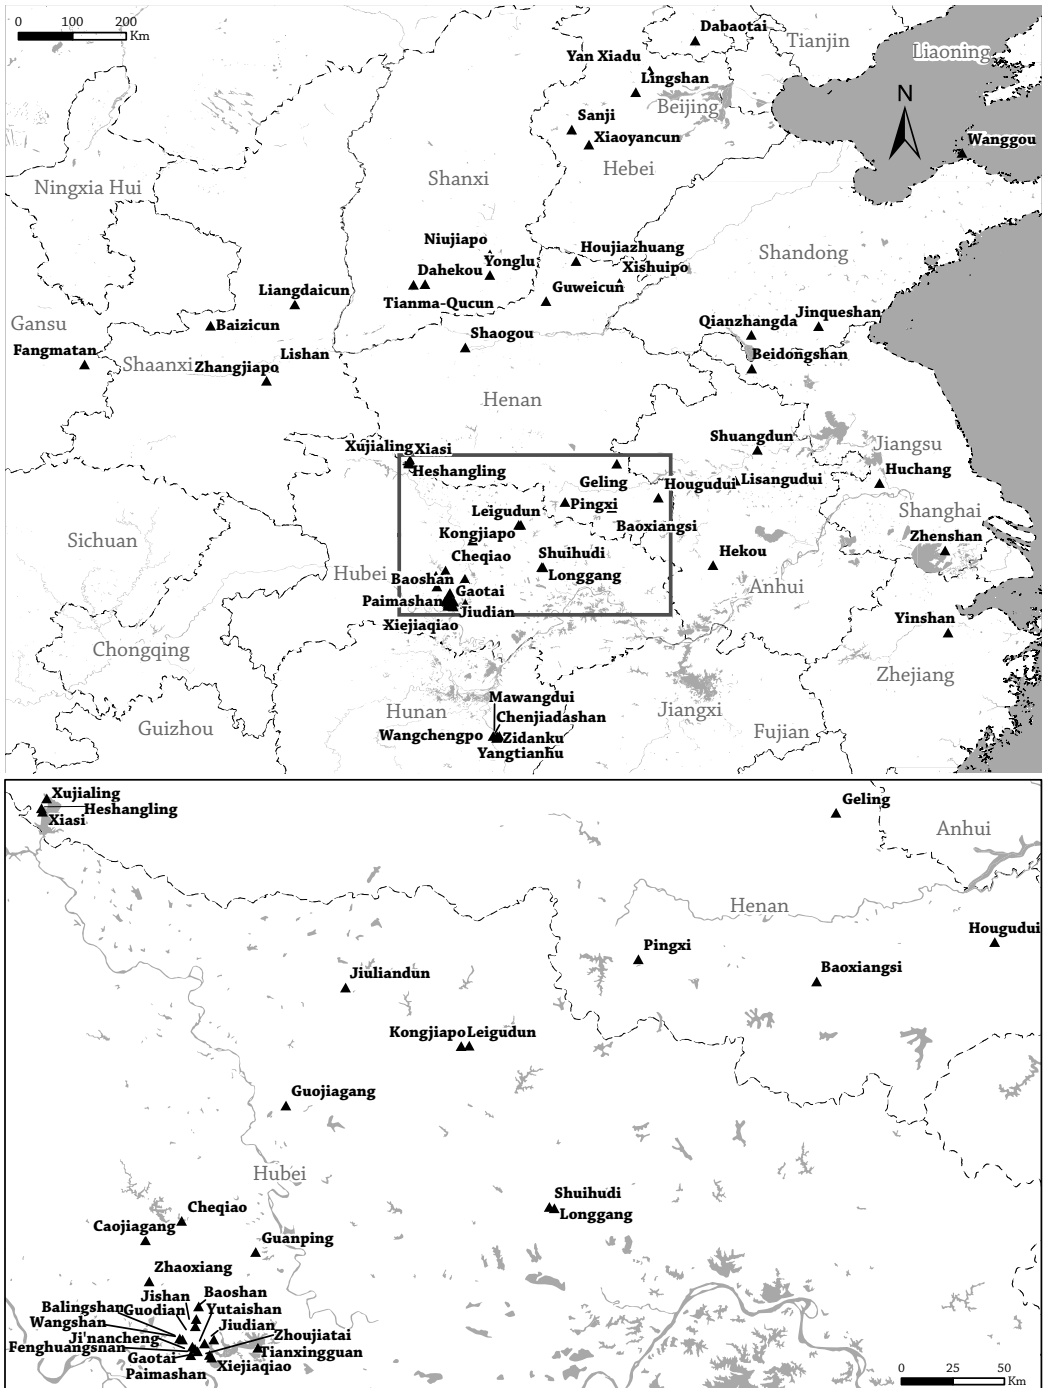 0 100 200
Km
Dabaotai
Tianjin
Liaoning
Yan Xiadu
Lingshan
Beijing
N
Sanji
Xiaoyancun
Wanggou
Hebei
Shanxi
Ningxia Hui
Niujiapo
Houjiazhuang
Shandong
Yonglu
Dahekou
Xishuipo
Liangdaicun
Guweicun
Tianma-Qucun
Gansu
Baizicun
Shaogou
Qianzhangda
Jinqueshan
Fangmatan
Shaanxi
Lishan
Zhangjiapo
Beidongshan
Henan
Shuangdun
Jiangsu
Xujialing
Xiasi
Heshangling
Huchang
Geling
Hougudui
Lisangudui
Leigudun
Pingxi
Shanghai
Sichuan
Kongjiapo
Baoxiangsi
Zhenshan
Cheqiao
Shuihudi
Hekou
Hubei
Baoshan
Longgang
Anhui
Gaotai
Paimashan
Jiudian
Xiejiaqiao
Yinshan
Chongqing
Zhejiang
Mawangdui
Hunan
Jiangxi
Chenjiadashan
Guizhou
Wangchengpo
Zidanku
Fujian
Yangtianhu
Xujialing
Heshangling
Xiasi
Geling
Anhui
Henan
Hougudui
Pingxi
Jiuliandun
Baoxiangsi
Kongjiapo
Leigudun
Guojiagang
Hubei
Shuihudi
Cheqiao
Longgang
Caojiagang
Guanping
Zhaoxiang
Jishan
Baoshan
Balingshan
Guodian
Yutaishan
Wangshan
Jiudian
Ji'nancheng
Zhoujiatai
Fenghuangsnan
Tianxingguan
Gaotai
Xiejiaqiao
Paimashan
0 25 50
Km